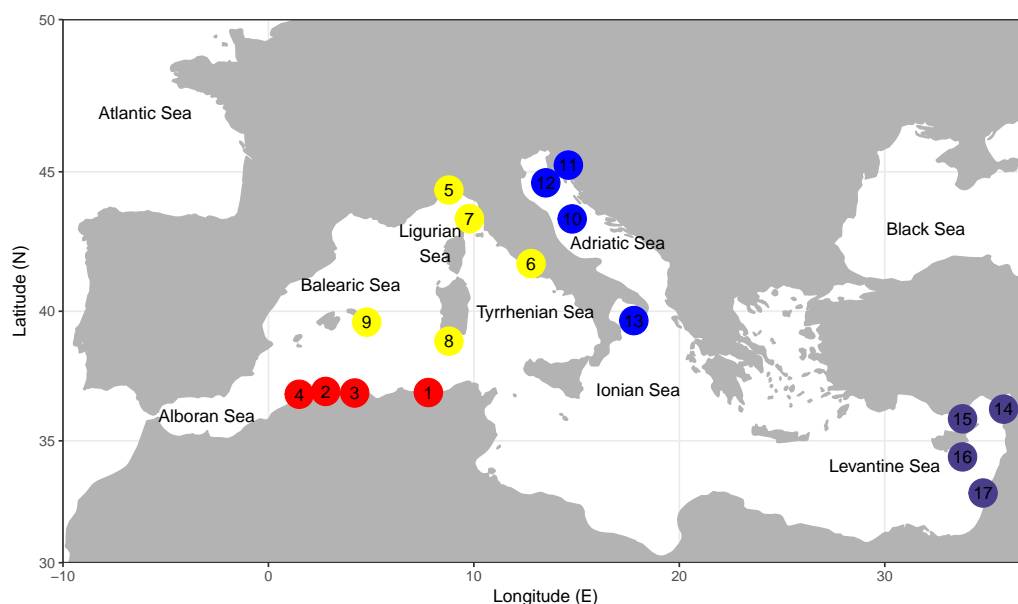 50
Atlantic Sea
45
11
12
5
7
10
Black Sea
Ligurian
Sea
Adriatic Sea
6
Balearic Sea
40
Tyrrhenian Sea
9
13
8
Ionian Sea
4
2
3
1
Alboran Sea
14
15
35
16
Levantine Sea
17
30
−10
0
10
20
30
Longitude (E)
Latitude (N)